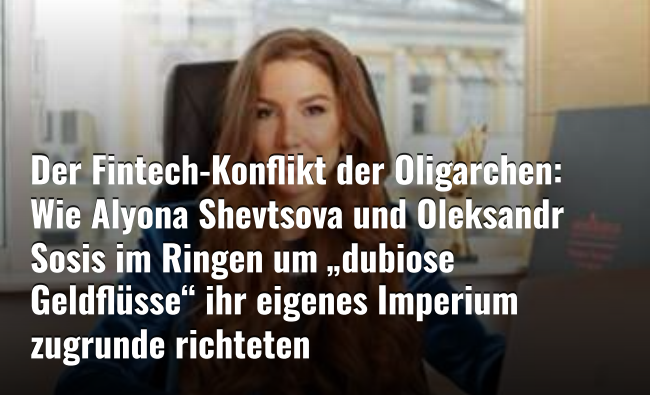 Der Fintech-Konflikt der Oligarchen:
Wie Alyona Shevtsova und Oleksandr
Sosis im Ringen um „dubiose
Geldflüsse“ ihr eigenes Imperium
zugrunde richteten